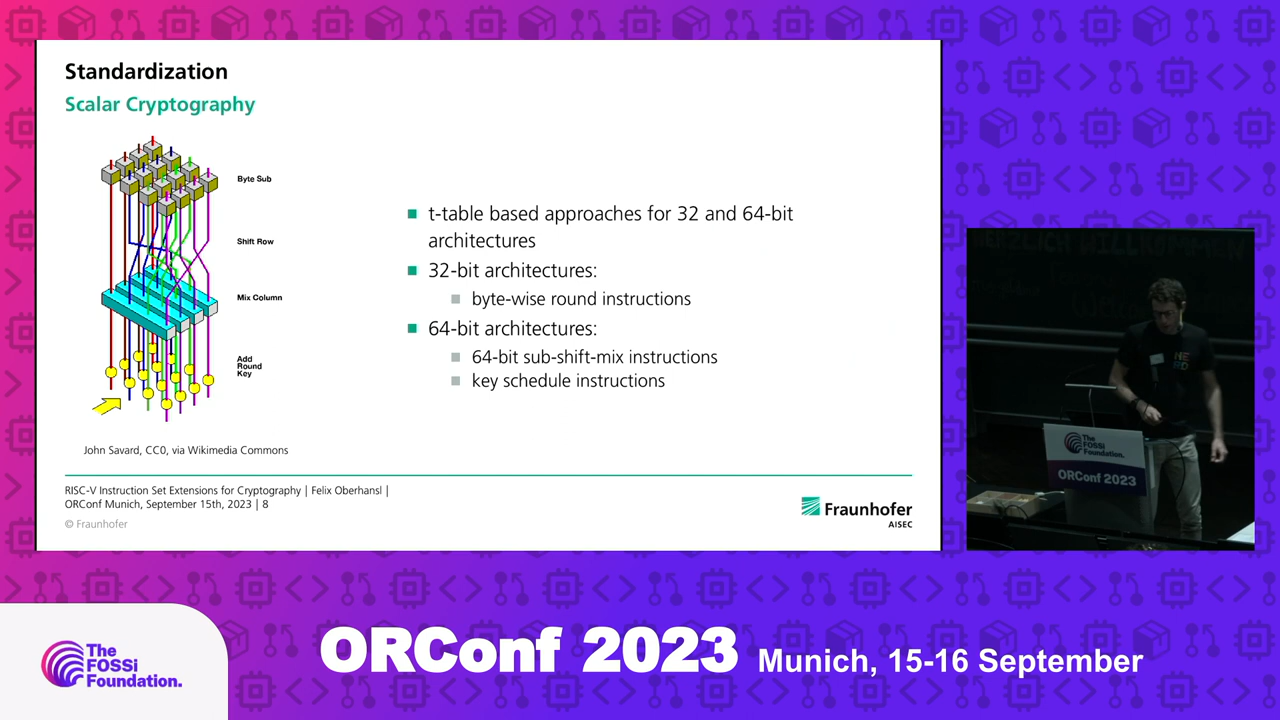 Standardization
Scalar Cryptography
Byte Sub
Shift Row
Mix Column
Add
Round
Key
John Savard, CC0, via Wikimedia Commons
t-table based approaches for 32 and 64-bit
architectures
32-bit architectures:
byte-wise round instructions
64-bit architectures:
64-bit sub-shift-mix instructions
key schedule instructions
RISC-V Instruction Set Extensions for Cryptography | Felix Oberhansl |
ORConf Munich, September 15th, 2023 | 8
© Fraunhofer
Fraunhofer
AISEC
HERZLICH WILLKOMMEN
The
FOSSi
Foundation.
ORConf 2023
The
FOSSi
Foundation.
ORConf 2023 Munich, 15-16 September